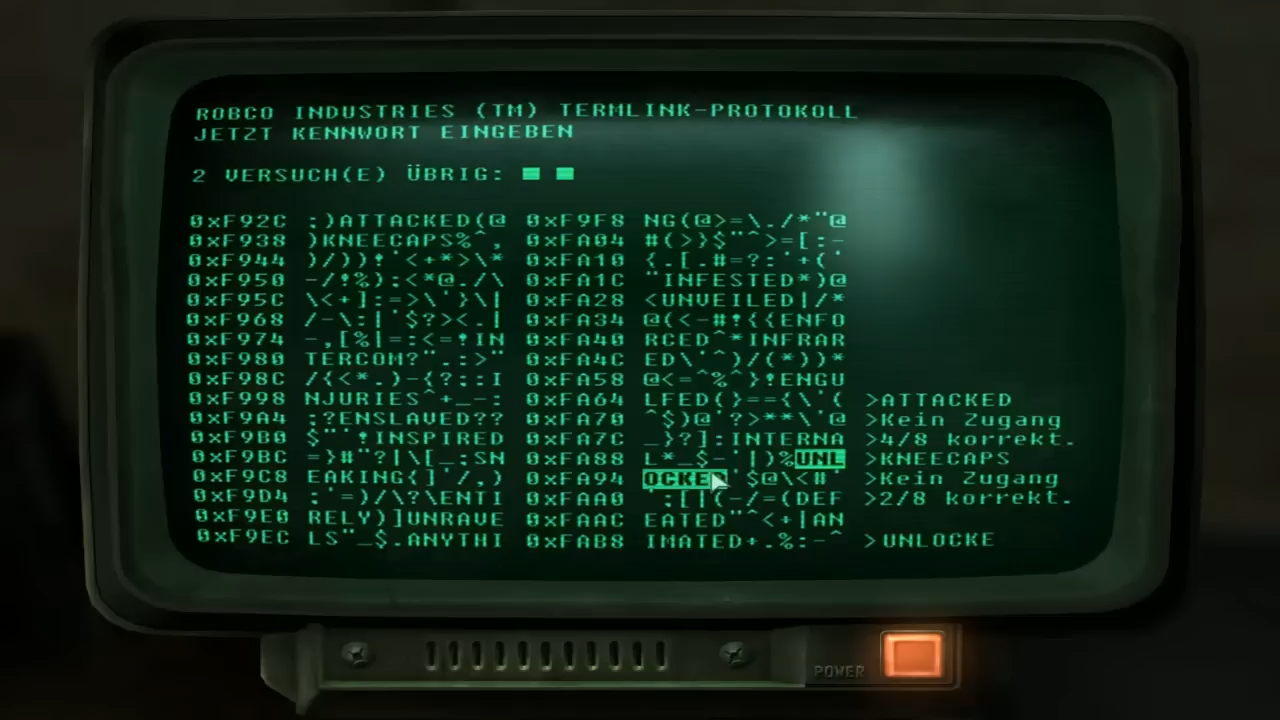 ROBCO INDUSTRIES (TM) TERMLINK-PROTOKOLL
JETZT KENNWORT EINGEBEN
2 VERSUCH(E) ÜBRIG: ■ ■
0xF92C :)ATTACKED(@ 0xF9F8 NG(@>=\./*"@
0xF938 )KNEECAPS%^, 0xFA04 #(>}$"^>=[:-
0xF944 )/))!'<+*>\* 0xFA10 {.[.#=?:'+('
0xF950 -/!%):<*@./\ 0xFA1C "INFESTED*)@
0xF95C \<+]:=>\'}\| 0xFA28 <UNVEILED|/*
0xF968 /-\:|'$?><.| 0xFA34 @(<-#!{{ENFO
0xF974 -,[%|=:<=!IN 0xFA40 RCED^*INFRAR
0xF980 TERCOM?".:>" 0xFA4C ED\'^)/(*))*
0xF98C /{<*.)-{?::I 0xFA58 @<=^%^}!ENGU
0xF998 NJURIES^+_-: 0xFA64 LFED(}=={\'( >ATTACKED
0xF9A4 :?ENSLAVED?? 0xFA70 ^$)@'?>**\'@ >Kein Zugang
0xF9B0 $"'!INSPIRED 0xFA7C _}?]:INTERNA >4/8 korrekt.
0xF9BC =}#"?|\[_;SN 0xFA88 L*_$-'|)%UNL >KNEECAPS
0xF9C8 EAKING{]'/,) 0xFA94 OCKED'$@\<#' >Kein Zugang
0xF9D4 :'=)/\?\ENTI 0xFAA0 ';[|(-/=(DEF >2/8 korrekt.
0xF9E0 RELY)]UNRAVE 0xFAAC EATED"^<+|AN
0xF9EC LS"_$.ANYTHI 0xFAB8 IMATED+.%:-^ >UNLOCKE
POWER